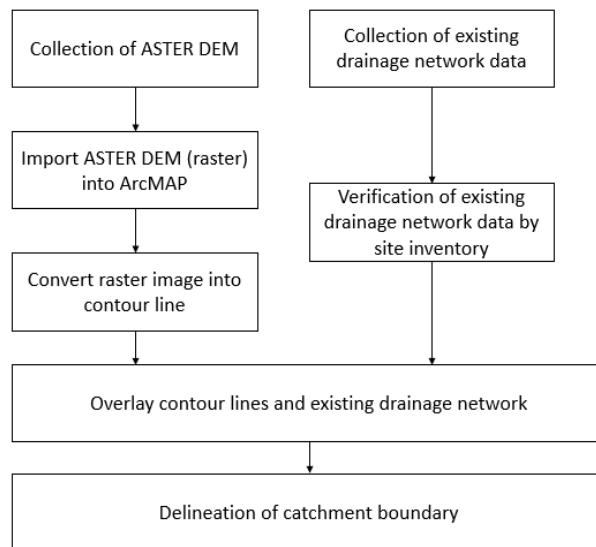 Collection of ASTER DEM
Collection of existing
drainage network data
Import ASTER DEM (raster)
into ArcMAP
Verification of existing
drainage network data by
site inventory
Convert raster image into
contour line
Overlay contour lines and existing drainage network
Delineation of catchment boundary